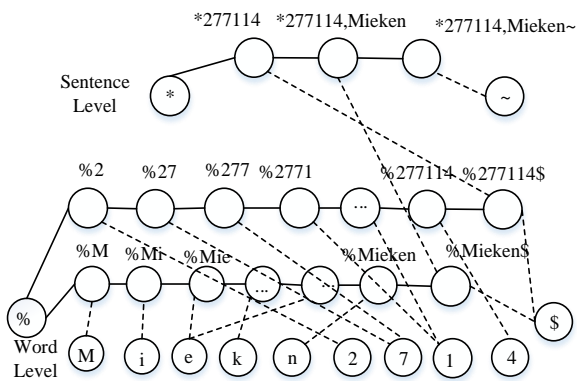 *277114 *277114,Mieken *277114,Mieken~
Sentence
Level
* ~
%2 %27 %277 %2771 %277114 %277114$
...
%M %Mi %Mie %Mieken %Mieken$
...
% $
Word
Level
M i e k n 2 7 1 4